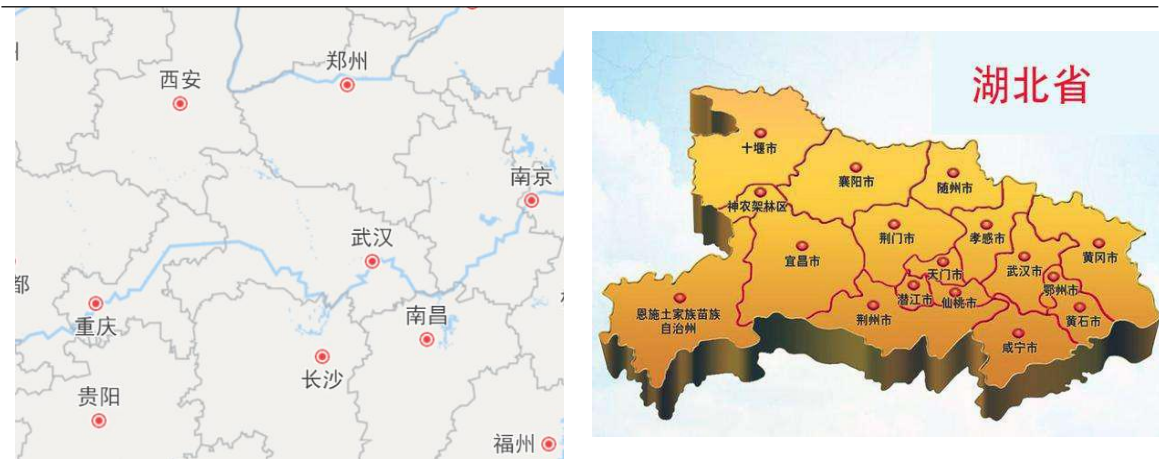 郑州
西安
南京
武汉
都
重庆
南昌
长沙
贵阳
福州
湖北省
十堰市
襄阳市
随州市
神农架林区
荆门市
孝感市
宜昌市
武汉市
黄冈市
天门市
鄂州市
潜江市
仙桃市
恩施土家族苗族
自治州
荆州市
黄石市
咸宁市